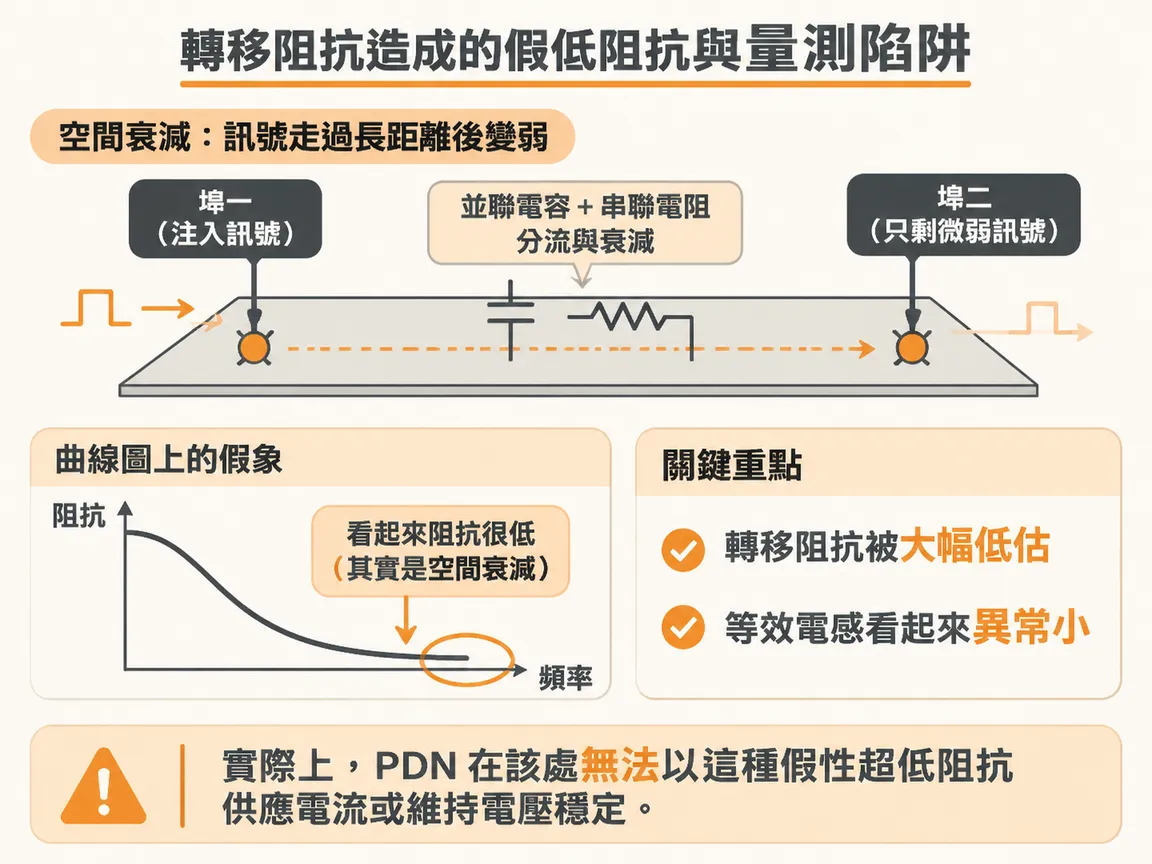 轉移阻抗造成的假低阻抗與量測陷阱
空間衰減：訊號走過長距離後變弱
埠一
（注入訊號）
並聯電容 + 串聯電阻
分流與衰減
埠二
（只剩微弱訊號）
曲線圖上的假象
阻抗
看起來阻抗很低
（其實是空間衰減）
頻率
關鍵重點
轉移阻抗被大幅低估
等效電感看起來異常小
實際上，PDN 在該處無法以這種假性超低阻抗
供應電流或維持電壓穩定。